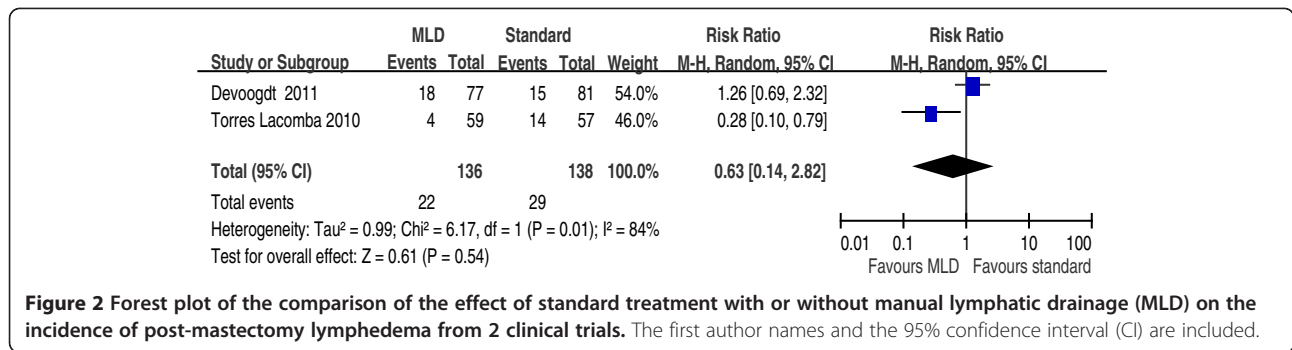 MLD Standard Risk Ratio Risk Ratio
Study or Subgroup Events Total Events Total Weight M-H, Random, 95% CI M-H, Random, 95% CI
Devoogdt 2011 18 77 15 81 54.0% 1.26 [0.69, 2.32]
Torres Lacomba 2010 4 59 14 57 46.0% 0.28 [0.10, 0.79]
Total (95% CI) 136 138 100.0% 0.63 [0.14, 2.82]
Total events 22 29
Heterogeneity: Tau² = 0.99; Chi² = 6.17, df = 1 (P = 0.01); I² = 84%
Test for overall effect: Z = 0.61 (P = 0.54)
0.01 0.1 1 10 100
Favours MLD Favours standard
Figure 2 Forest plot of the comparison of the effect of standard treatment with or without manual lymphatic drainage (MLD) on the
incidence of post-mastectomy lymphedema from 2 clinical trials. The first author names and the 95% confidence interval (CI) are included.